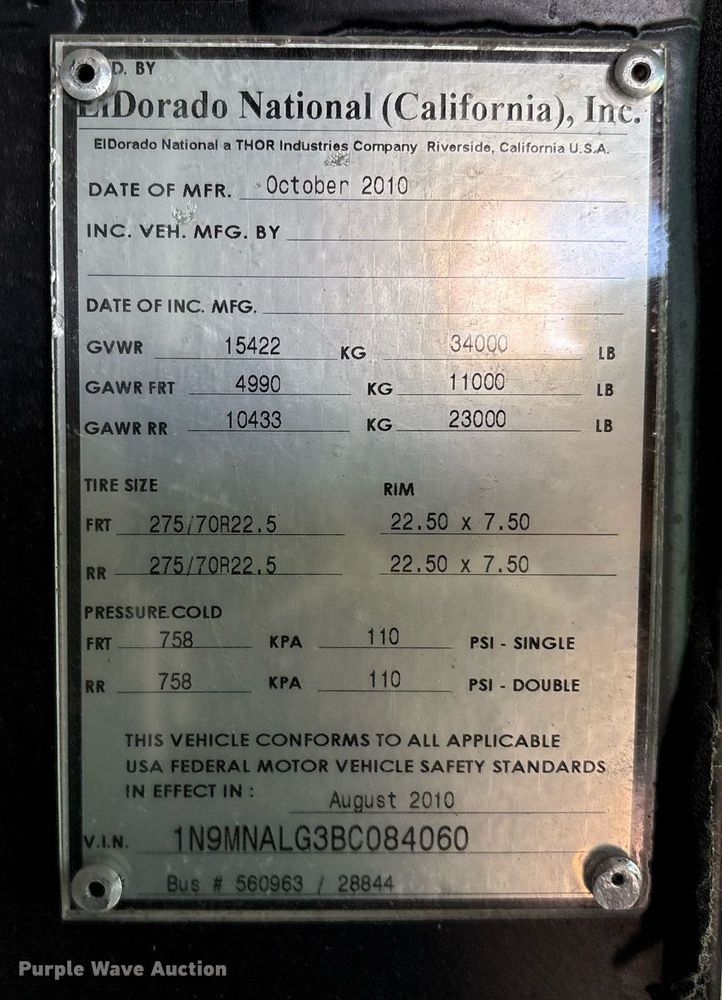 D. BY
ElDorado National (California), Inc.
ElDorado National a THOR Industries Company Riverside, California U.S.A.
DATE OF MFR. October 2010
INC. VEH. MFG. BY
DATE OF INC. MFG.
GVWR 15422 KG 34000 LB
GAWR FRT 4990 KG 11000 LB
GAWR RR 10433 KG 23000 LB
TIRE SIZE RIM
FRT 275/70R22.5 22.50 x 7.50
RR 275/70R22.5 22.50 x 7.50
PRESSURE.COLD
FRT 758 KPA 110 PSI - SINGLE
RR 758 KPA 110 PSI - DOUBLE
THIS VEHICLE CONFORMS TO ALL APPLICABLE
USA FEDERAL MOTOR VEHICLE SAFETY STANDARDS
IN EFFECT IN : August 2010
V.I.N. 1N9MNALG3BC084060
Bus # 560963 / 28844
Purple Wave Auction